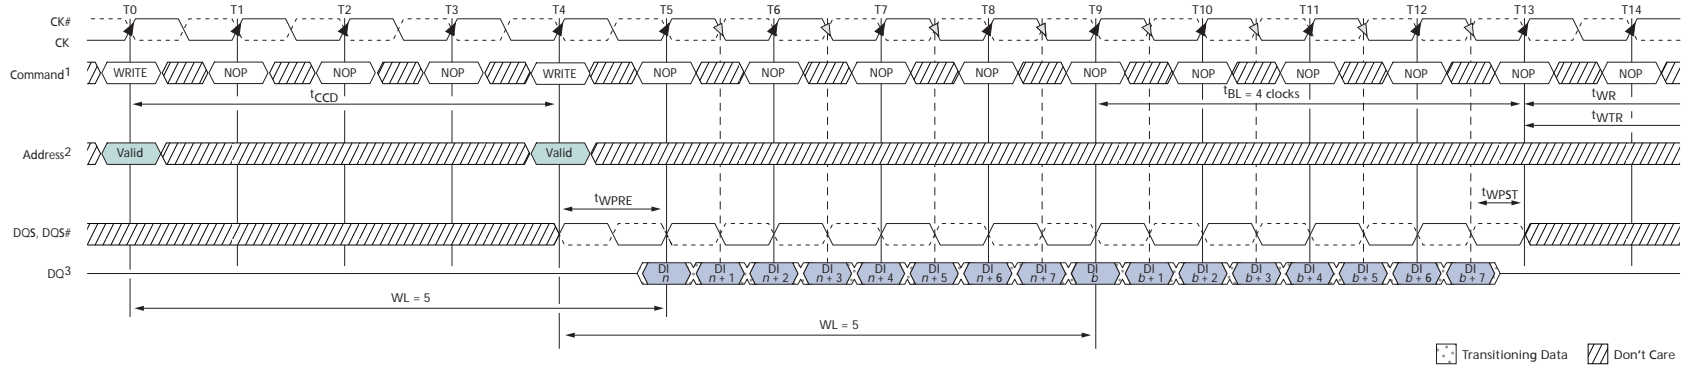 T0 T1 T2 T3 T4 T5 T6 T7 T8 T9 T10 T11 T12 T13 T14
CK#
CK
Command1 WRITE NOP NOP NOP WRITE NOP NOP NOP NOP NOP NOP NOP NOP NOP NOP
tCCD tBL = 4 clocks tWR
tWTR
Address2 Valid Valid
tWPRE tWPST
DQS, DQS#
DQ3 DI n DI n + 1 DI n + 2 DI n + 3 DI n + 4 DI n + 5 DI n + 6 DI n + 7 DI b DI b + 1 DI b + 2 DI b + 3 DI b + 4 DI b + 5 DI b + 6 DI b + 7
WL = 5
WL = 5
Transitioning Data Don't Care